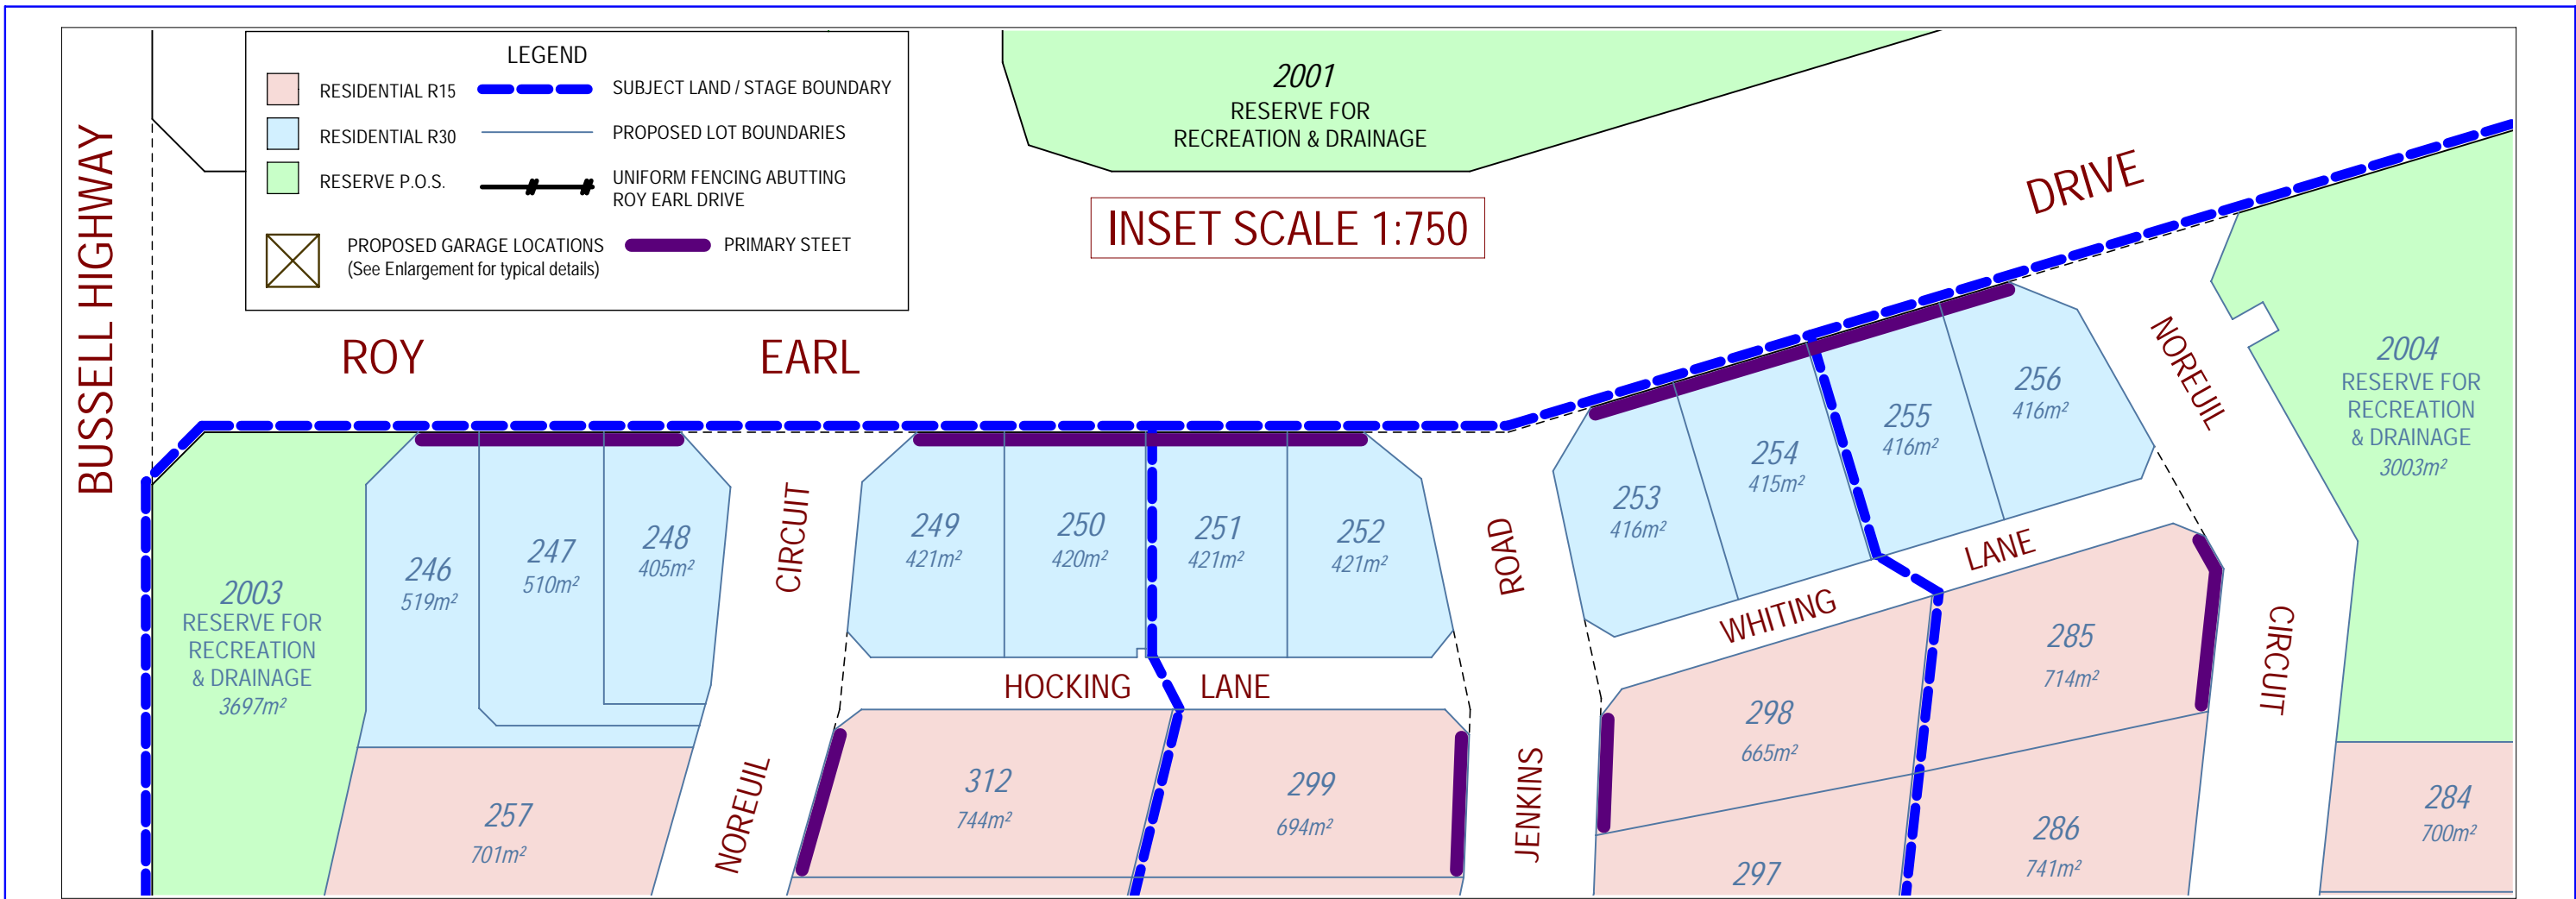 LEGEND
RESIDENTIAL R15
SUBJECT LAND / STAGE BOUNDARY
RESIDENTIAL R30
PROPOSED LOT BOUNDARIES
RESERVE P.O.S.
UNIFORM FENCING ABUTTING
ROY EARL DRIVE
PROPOSED GARAGE LOCATIONS
(See Enlargement for typical details)
PRIMARY STEET
2001
RESERVE FOR
RECREATION & DRAINAGE
INSET SCALE 1:750
BUSSELL HIGHWAY
ROY
EARL
DRIVE
2003
RESERVE FOR
RECREATION
& DRAINAGE
3697m²
246
519m²
247
510m²
248
405m²
257
701m²
CIRCUIT
NOREUIL
249
421m²
250
420m²
251
421m²
252
421m²
HOCKING
LANE
312
744m²
299
694m²
ROAD
JENKINS
253
416m²
254
415m²
255
416m²
256
416m²
WHITING
LANE
298
665m²
285
714m²
297
286
741m²
NOREUIL
CIRCUIT
2004
RESERVE FOR
RECREATION
& DRAINAGE
3003m²
284
700m²